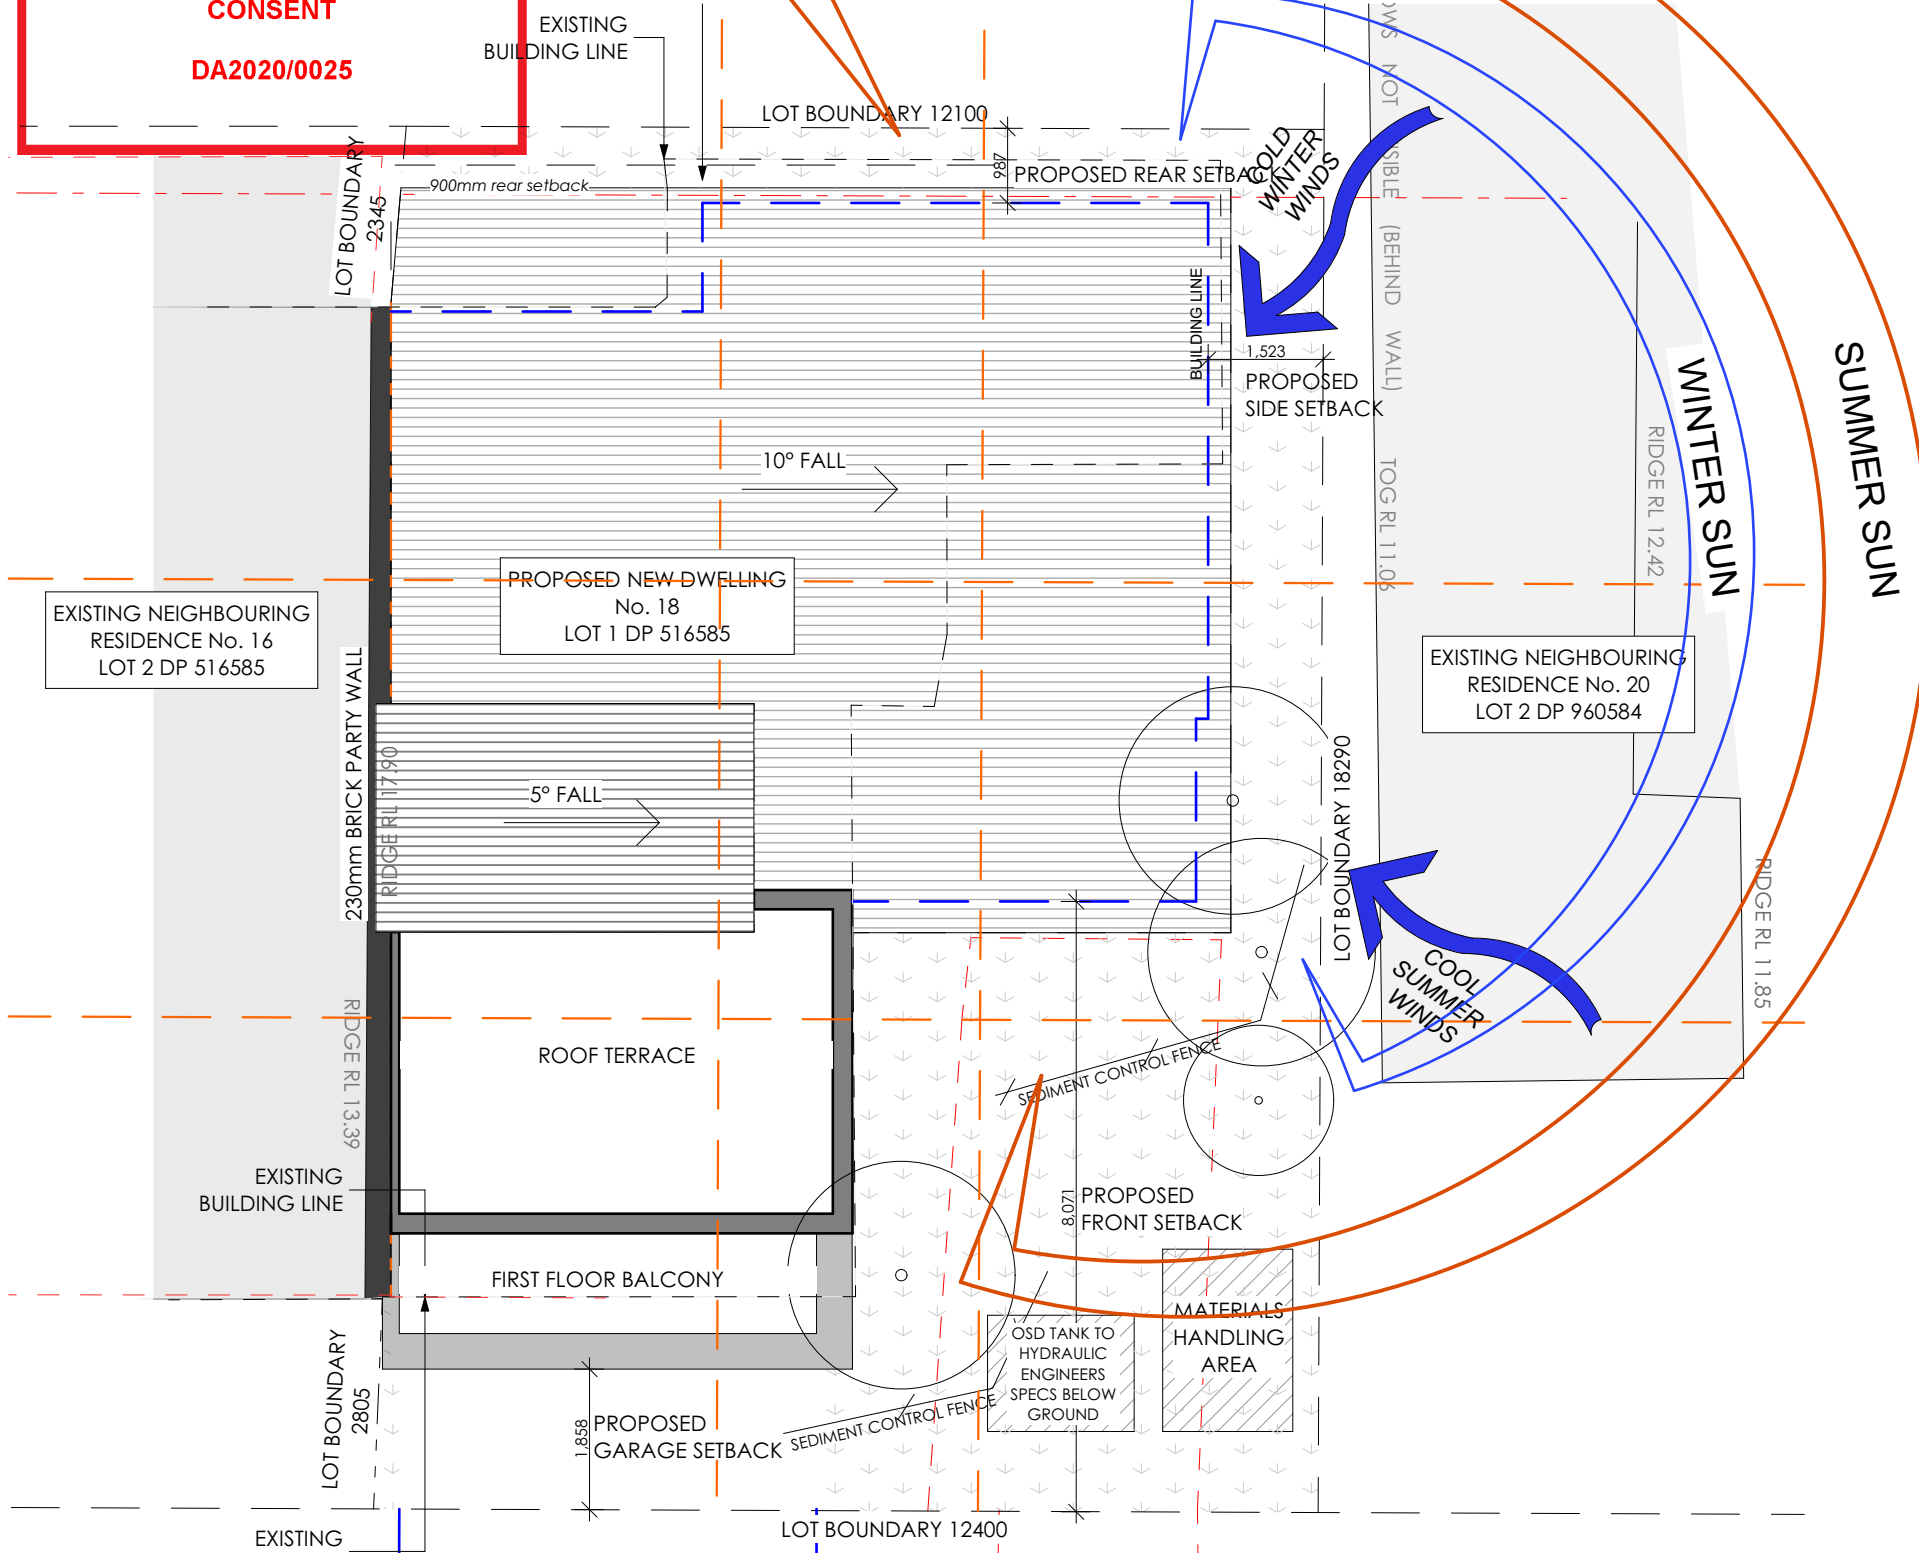 CONSENT
DA2020/0025
EXISTING
BUILDING LINE
LOT BOUNDARY 12100
LOT BOUNDARY
2345
900mm rear setback
987
PROPOSED REAR SETBACK
COLD
WINTER
WINDS
OWS NOT VISIBLE (BEHIND WALL) TOG RL 11.06
BUILDING LINE
1,523
PROPOSED
SIDE SETBACK
SUMMER SUN
WINTER SUN
RIDGE RL 12.42
10° FALL
PROPOSED NEW DWELLING
No. 18
LOT 1 DP 516585
EXISTING NEIGHBOURING
RESIDENCE No. 16
LOT 2 DP 516585
EXISTING NEIGHBOURING
RESIDENCE No. 20
LOT 2 DP 960584
230mm BRICK PARTY WALL
RIDGE RL 17.90
5° FALL
LOT BOUNDARY 18290
RIDGE RL 11.85
COOL
SUMMER
WINDS
RIDGE RL 13.39
ROOF TERRACE
SEDIMENT CONTROL FENCE
EXISTING
BUILDING LINE
8,071
PROPOSED
FRONT SETBACK
FIRST FLOOR BALCONY
MATERIALS
HANDLING
AREA
OSD TANK TO
HYDRAULIC
ENGINEERS
SPECS BELOW
GROUND
LOT BOUNDARY
2805
1,858
PROPOSED
GARAGE SETBACK
SEDIMENT CONTROL FENCE
LOT BOUNDARY 12400
EXISTING